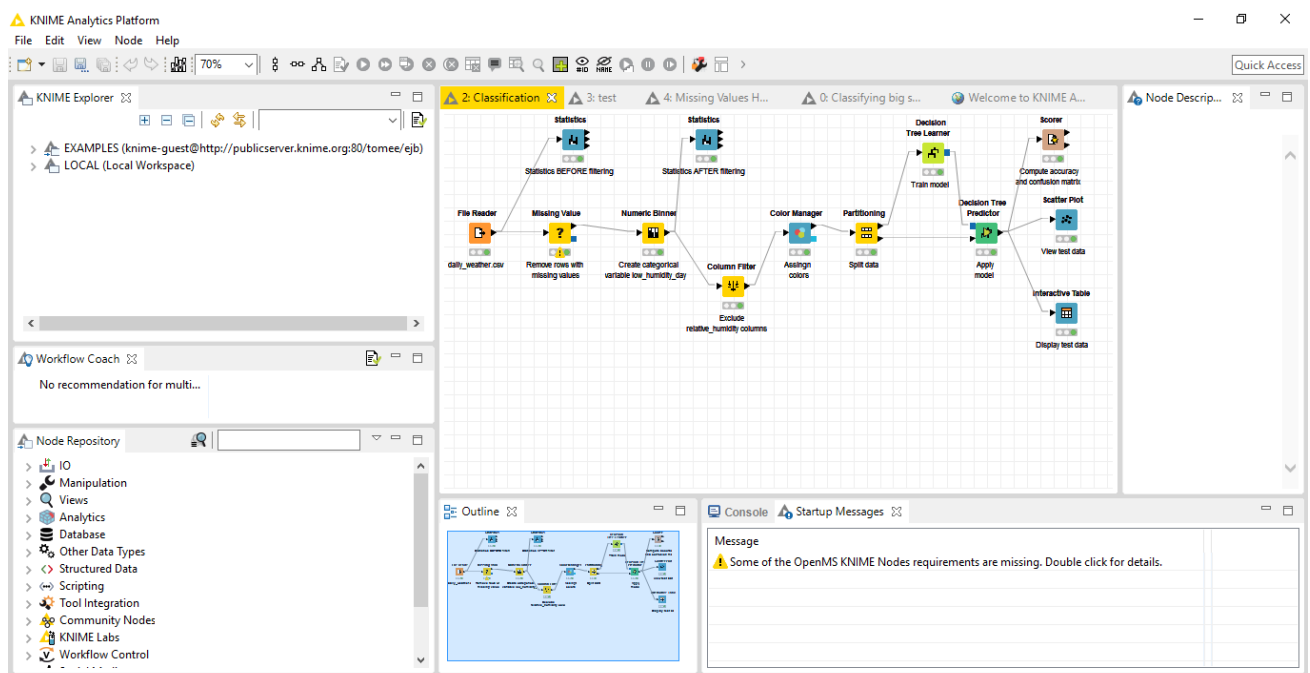 KNIME Analytics Platform
File Edit View Node Help
70%
#ID NAME
Quick Access
KNIME Explorer
EXAMPLES (knime-guest@http://publicserver.knime.org:80/tomee/ejb)
LOCAL (Local Workspace)
Workflow Coach
No recommendation for multi...
Node Repository
IO
Manipulation
Views
Analytics
Database
Other Data Types
Structured Data
Scripting
Tool Integration
Community Nodes
KNIME Labs
Workflow Control
2: Classification
3: test
4: Missing Values H...
0: Classifying big s...
Welcome to KNIME A...
Statistics
Statistics BEFORE filtering
Statistics
Statistics AFTER filtering
Decision
Tree Learner
Train model
Scorer
Compute accuracy
and confusion matrix
File Reader
daily_weather.csv
Missing Value
Remove rows with
missing values
Numeric Binner
Create categorical
variable low_humidity_day
Column Filter
Exclude
relative_humidity columns
Color Manager
Assingn
colors
Partitioning
Split data
Decision Tree
Predictor
Apply
model
Scatter Plot
View test data
Interactive Table
Display test data
Node Descrip...
Outline
Console
Startup Messages
Message
Some of the OpenMS KNIME Nodes requirements are missing. Double click for details.